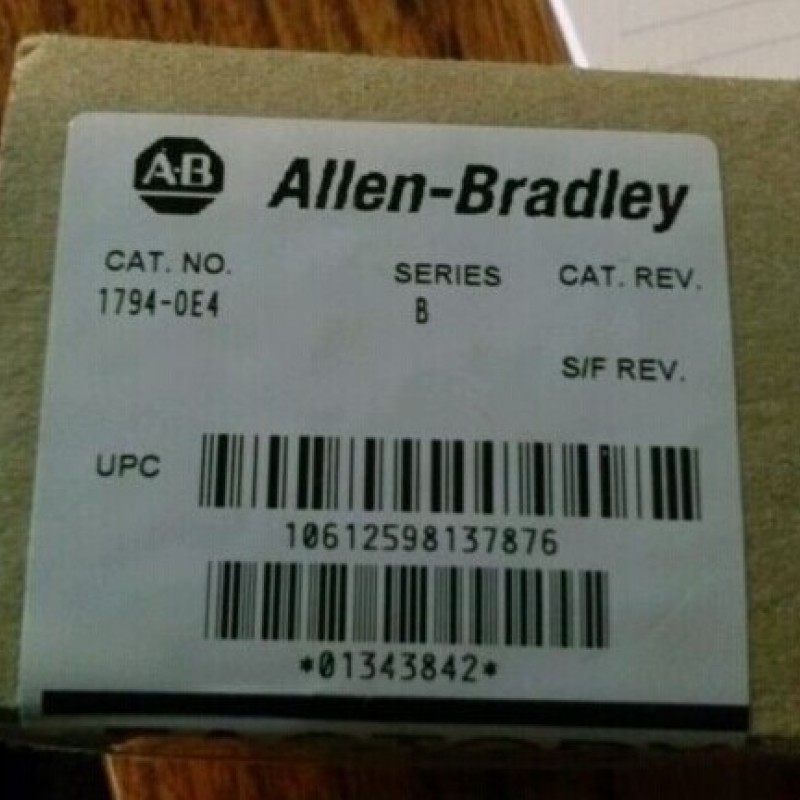 A-B Allen-Bradley
CAT. NO. SERIES CAT. REV.
1794-OE4 B
S/F REV.
UPC
10612598137876
*01343842*